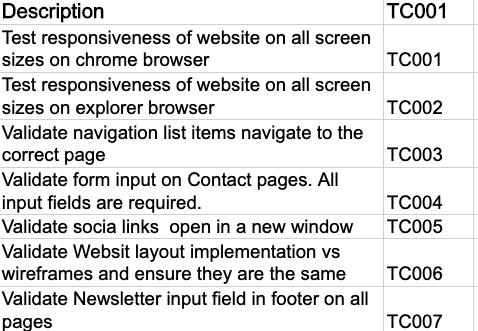 Description TC001
Test responsiveness of website on all screen
sizes on chrome browser TC001
Test responsiveness of website on all screen
sizes on explorer browser TC002
Validate navigation list items navigate to the
correct page TC003
Validate form input on Contact pages. All
input fields are required. TC004
Validate socia links  open in a new window TC005
Validate Websit layout implementation vs
wireframes and ensure they are the same TC006
Validate Newsletter input field in footer on all
pages TC007